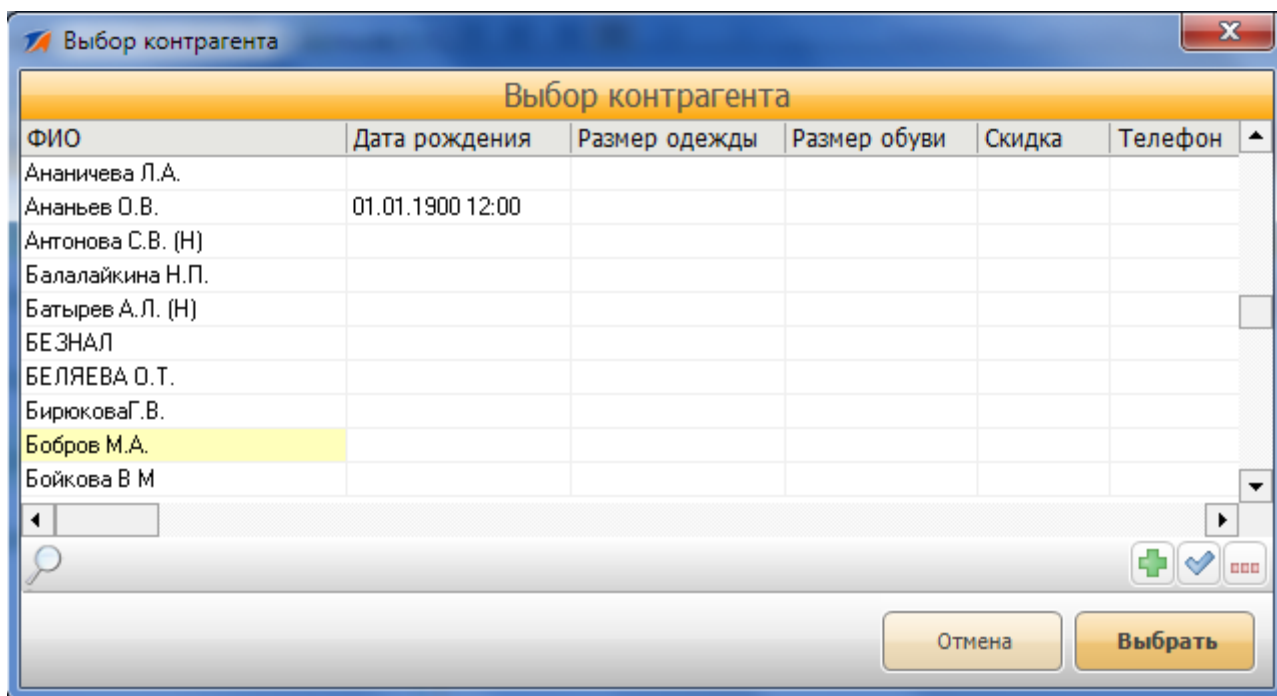 Выбор контрагента
Выбор контрагента
ФИО Дата рождения Размер одежды Размер обуви Скидка Телефон
Ананичева Л.А.
Ананьев О.В. 01.01.1900 12:00
Антонова С.В. (Н)
Балалайкина Н.П.
Батырев А.Л. (Н)
БЕЗНАЛ
БЕЛЯЕВА О.Т.
БирюковаГ.В.
Бобров М.А.
Бойкова В М
Отмена Выбрать